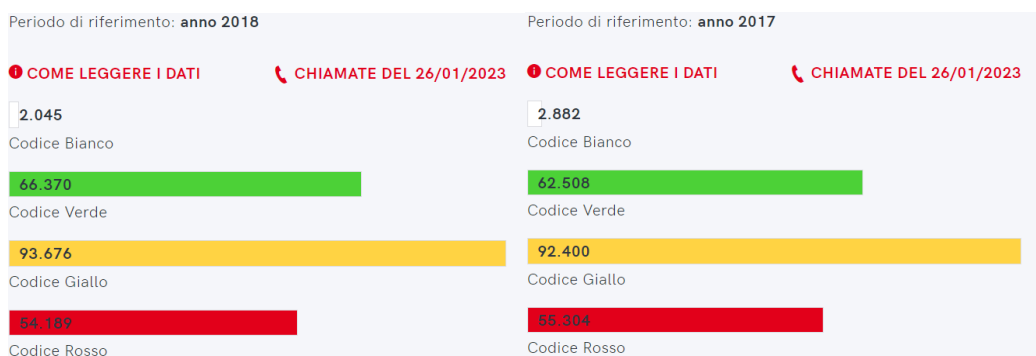 Periodo di riferimento: anno 2018
COME LEGGERE I DATI
CHIAMATE DEL 26/01/2023
2.045
Codice Bianco
66.370
Codice Verde
93.676
Codice Giallo
54.189
Codice Rosso
Periodo di riferimento: anno 2017
COME LEGGERE I DATI
CHIAMATE DEL 26/01/2023
2.882
Codice Bianco
62.508
Codice Verde
92.400
Codice Giallo
55.304
Codice Rosso